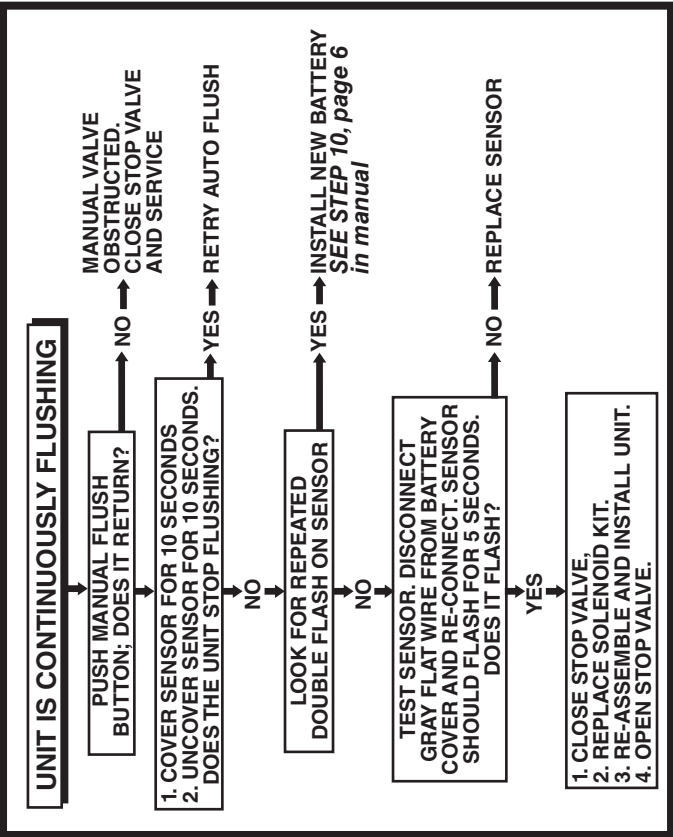 UNIT IS CONTINUOUSLY FLUSHING
PUSH MANUAL FLUSH
BUTTON; DOES IT RETURN?
NO
MANUAL VALVE
OBSTRUCTED.
CLOSE STOP VALVE
AND SERVICE
1. COVER SENSOR FOR 10 SECONDS
2. UNCOVER SENSOR FOR 10 SECONDS.
DOES THE UNIT STOP FLUSHING?
YES
RETRY AUTO FLUSH
NO
LOOK FOR REPEATED
DOUBLE FLASH ON SENSOR
YES
INSTALL NEW BATTERY
SEE STEP 10, page 6
in manual
NO
TEST SENSOR. DISCONNECT
GRAY FLAT WIRE FROM BATTERY
COVER AND RE-CONNECT. SENSOR
SHOULD FLASH FOR 5 SECONDS.
DOES IT FLASH?
NO
REPLACE SENSOR
YES
1. CLOSE STOP VALVE,
2. REPLACE SOLENOID KIT.
3. RE-ASSEMBLE AND INSTALL UNIT.
4. OPEN STOP VALVE.